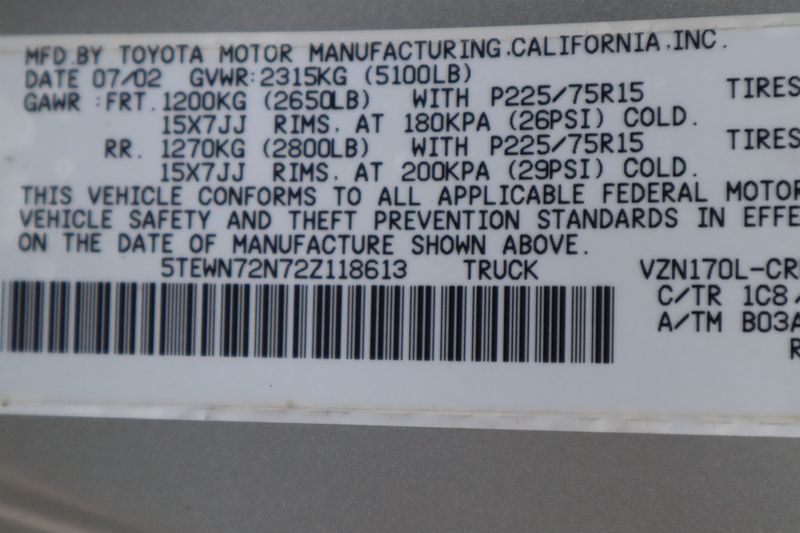 MFD.BY TOYOTA MOTOR MANUFACTURING,CALIFORNIA,INC.
DATE 07/02 GVWR:2315KG (5100LB)
GAWR :FRT. 1200KG (2650LB) WITH P225/75R15 TIRES
15X7JJ RIMS, AT 180KPA (26PSI) COLD.
RR. 1270KG (2800LB) WITH P225/75R15 TIRES
15X7JJ RIMS, AT 200KPA (29PSI) COLD.
THIS VEHICLE CONFORMS TO ALL APPLICABLE FEDERAL MOTOR
VEHICLE SAFETY AND THEFT PREVENTION STANDARDS IN EFFE
ON THE DATE OF MANUFACTURE SHOWN ABOVE.
5TEWN72N72Z118613 TRUCK VZN170L-CR
C/TR 1C8/
A/TM B03A
R